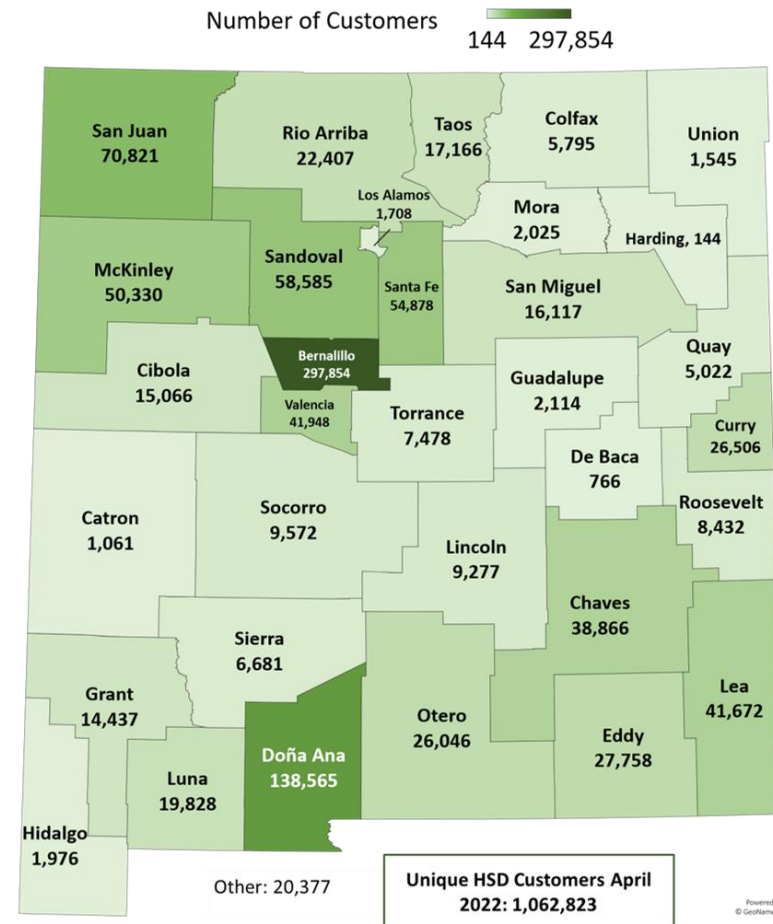 Number of Customers
144 297,854
San Juan
70,821
Rio Arriba
22,407
Taos
17,166
Colfax
5,795
Union
1,545
Los Alamos
1,708
Mora
2,025
Harding, 144
McKinley
50,330
Sandoval
58,585
Santa Fe
54,878
San Miguel
16,117
Cibola
15,066
Bernalillo
297,854
Valencia
41,948
Torrance
7,478
Guadalupe
2,114
Quay
5,022
Curry
26,506
De Baca
766
Roosevelt
8,432
Catron
1,061
Socorro
9,572
Lincoln
9,277
Chaves
38,866
Sierra
6,681
Grant
14,437
Doña Ana
138,565
Otero
26,046
Eddy
27,758
Lea
41,672
Luna
19,828
Hidalgo
1,976
Other: 20,377
Unique HSD Customers April
2022: 1,062,823
Powered
© GeoName